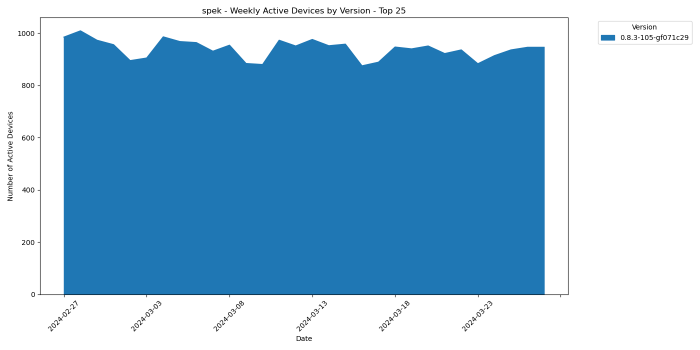 spek - Weekly Active Devices by Version - Top 25
Version
0.8.3-105-gf071c29
Number of Active Devices
1000
800
600
400
200
0
2024-02-27
2024-03-03
2024-03-08
2024-03-13
2024-03-18
2024-03-23
Date